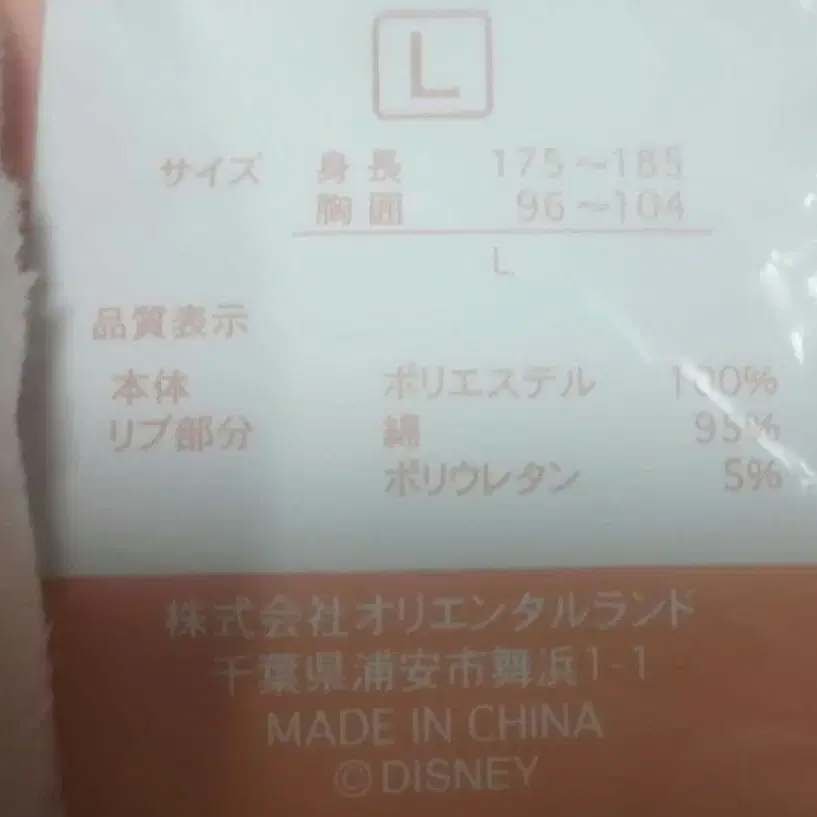 L
サイズ 身長 175~185
胸囲 96~104
L
品質表示
本体 ポリエステル 100%
リブ部分 綿 95%
ポリウレタン 5%
株式会社オリエンタルランド
千葉県浦安市舞浜1-1
MADE IN CHINA
©DISNEY